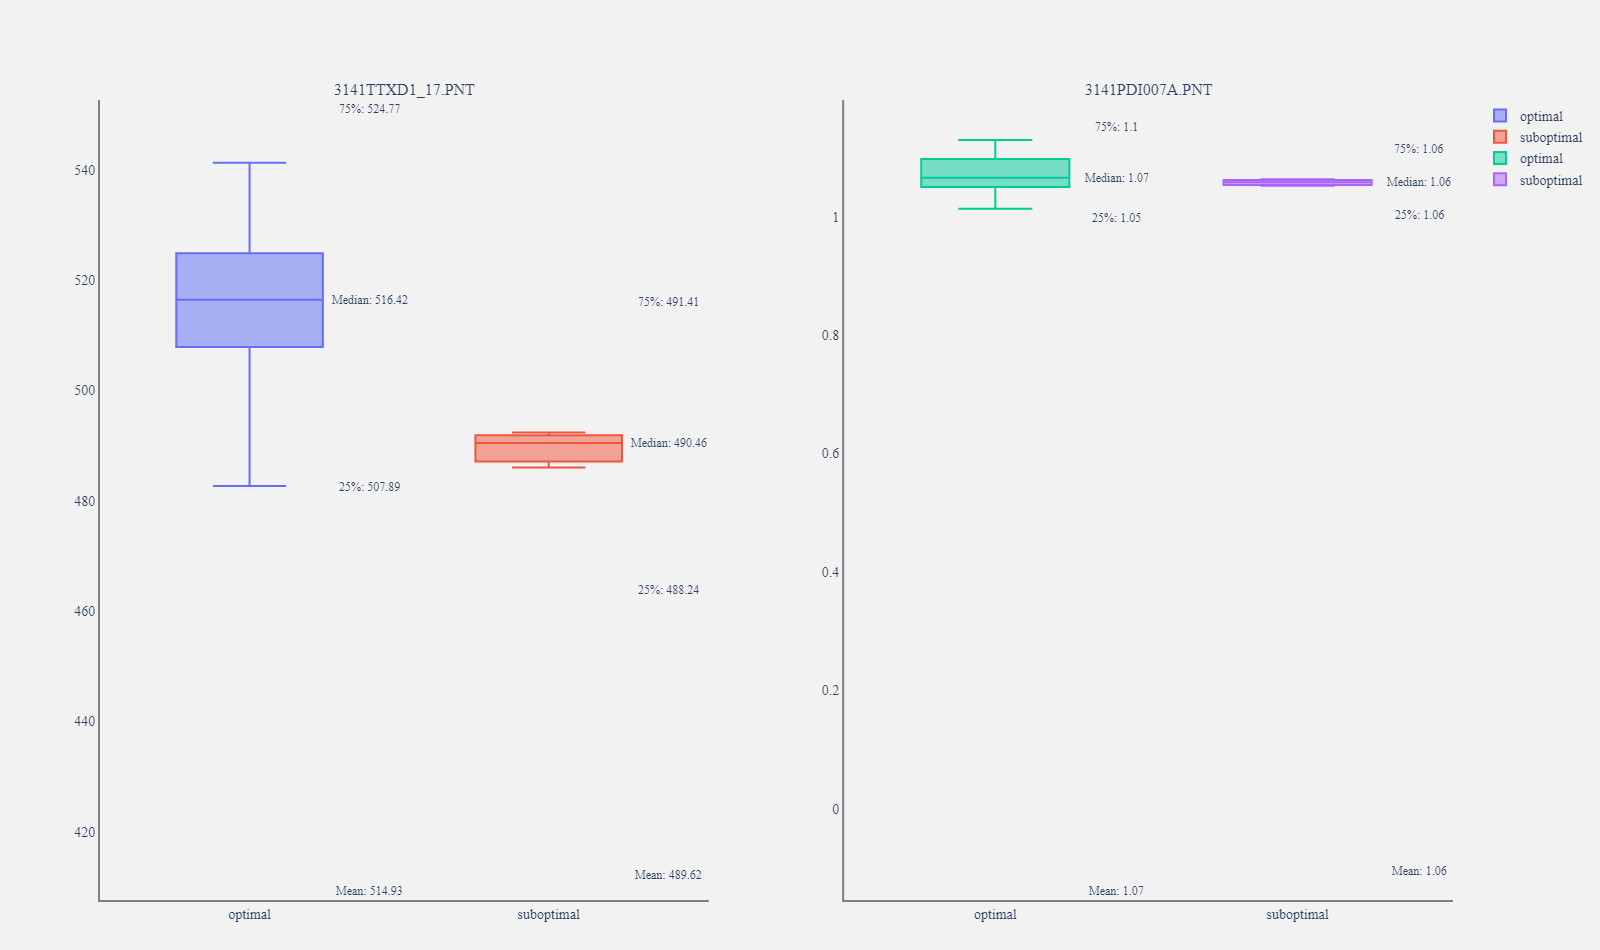 3141TTXD1_17.PNT
75%: 524.77
540
520
500
480
460
440
420
Median: 516.42
25%: 507.89
Mean: 514.93
75%: 491.41
Median: 490.46
25%: 488.24
Mean: 489.62
optimal
suboptimal
3141PDI007A.PNT
1
0.8
0.6
0.4
0.2
0
75%: 1.1
Median: 1.07
25%: 1.05
Mean: 1.07
75%: 1.06
Median: 1.06
25%: 1.06
Mean: 1.06
optimal
suboptimal
optimal
suboptimal
optimal
suboptimal